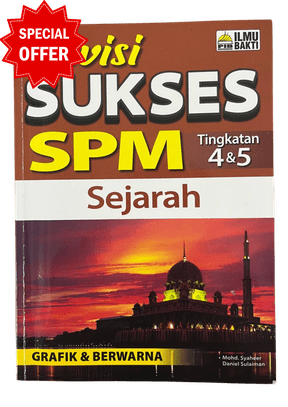 SPECIAL
OFFER
visi
ILMU
BAKTI
SUKSES
SPM
Tingkatan
4 & 5
Sejarah
GRAFIK & BERWARNA
• Mohd. Syaheer
Daniel Sulaiman